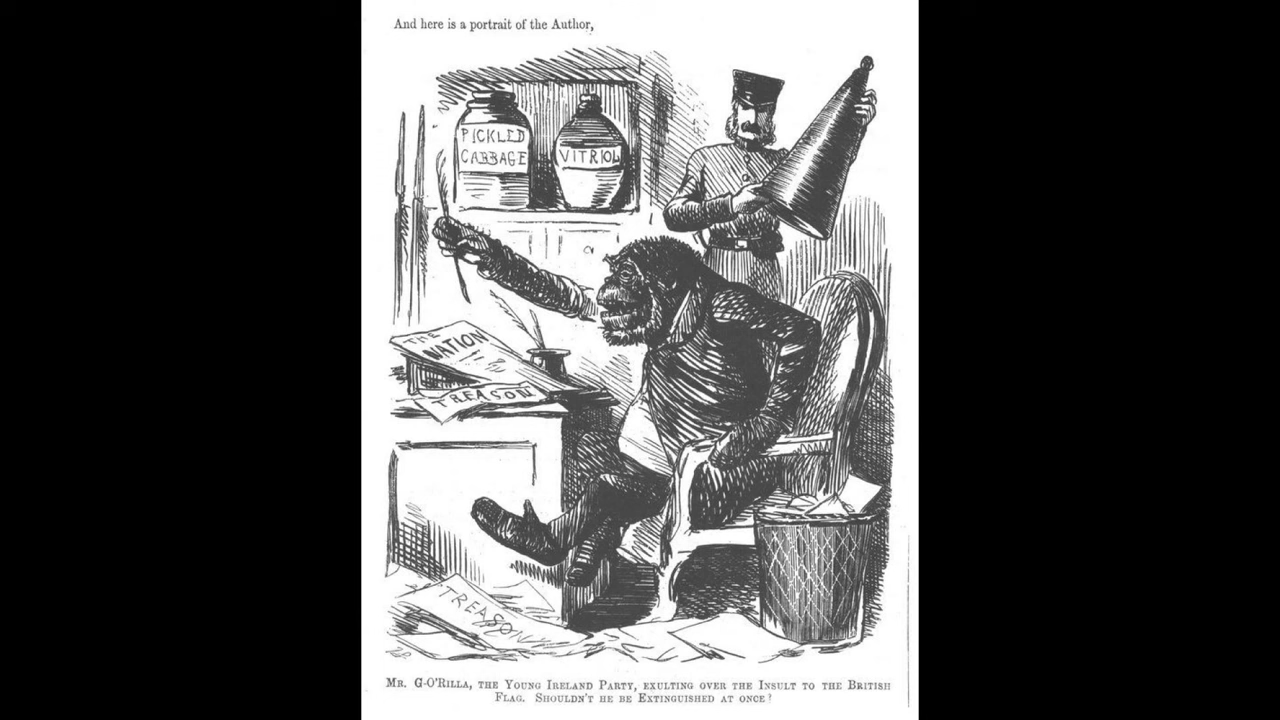 And here is a portrait of the Author,
PICKLED
CABBAGE
VITRIOL
THE
NATION
TREASON
TREASON
MR. G-O'RILLA, THE YOUNG IRELAND PARTY, EXULTING OVER THE INSULT TO THE BRITISH
FLAG. SHOULDN'T HE BE EXTINGUISHED AT ONCE?